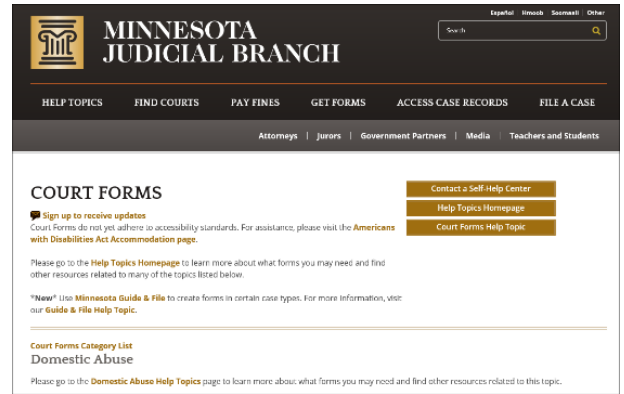 Español Hmoob Soomaali | Other
MINNESOTA
JUDICIAL BRANCH
Search
HELP TOPICS FIND COURTS PAY FINES GET FORMS ACCESS CASE RECORDS FILE A CASE
Attorneys | Jurors | Government Partners | Media | Teachers and Students
COURT FORMS
Contact a Self-Help Center
Help Topics Homepage
Court Forms Help Topic
Sign up to receive updates
Court Forms do not yet adhere to accessibility standards. For assistance, please visit the Americans
with Disabilities Act Accommodation page.
Please go to the Help Topics Homepage to learn more about what forms you may need and find
other resources related to many of the topics listed below.
*New* Use Minnesota Guide & File to create forms in certain case types. For more information, visit
our Guide & File Help Topic.
Court Forms Category List
Domestic Abuse
Please go to the Domestic Abuse Help Topics page to learn more about what forms you may need and find other resources related to this topic.